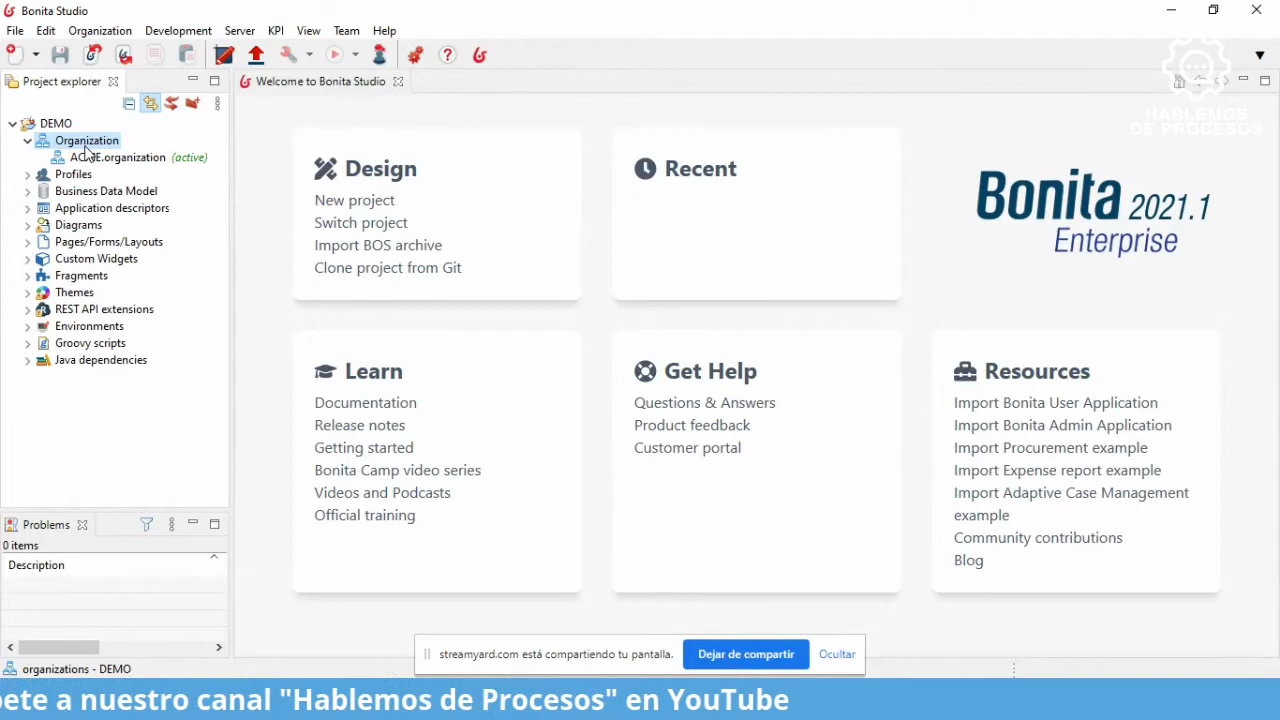 Bonita Studio
File Edit Organization Development Server KPI View Team Help
Project explorer
Welcome to Bonita Studio
HABLEMOS
DE PROCESOS
DEMO
Organization
ACME.organization (active)
Profiles
Business Data Model
Application descriptors
Diagrams
Pages/Forms/Layouts
Custom Widgets
Fragments
Themes
REST API extensions
Environments
Groovy scripts
Java dependencies
Design
New project
Switch project
Import BOS archive
Clone project from Git
Recent
Bonita 2021.1
Enterprise
Learn
Documentation
Release notes
Getting started
Bonita Camp video series
Videos and Podcasts
Official training
Get Help
Questions & Answers
Product feedback
Customer portal
Resources
Import Bonita User Application
Import Bonita Admin Application
Import Procurement example
Import Expense report example
Import Adaptive Case Management
example
Community contributions
Blog
Problems
0 items
Description
streamyard.com está compartiendo tu pantalla. Dejar de compartir Ocultar
organizations - DEMO
pete a nuestro canal "Hablemos de Procesos" en YouTube